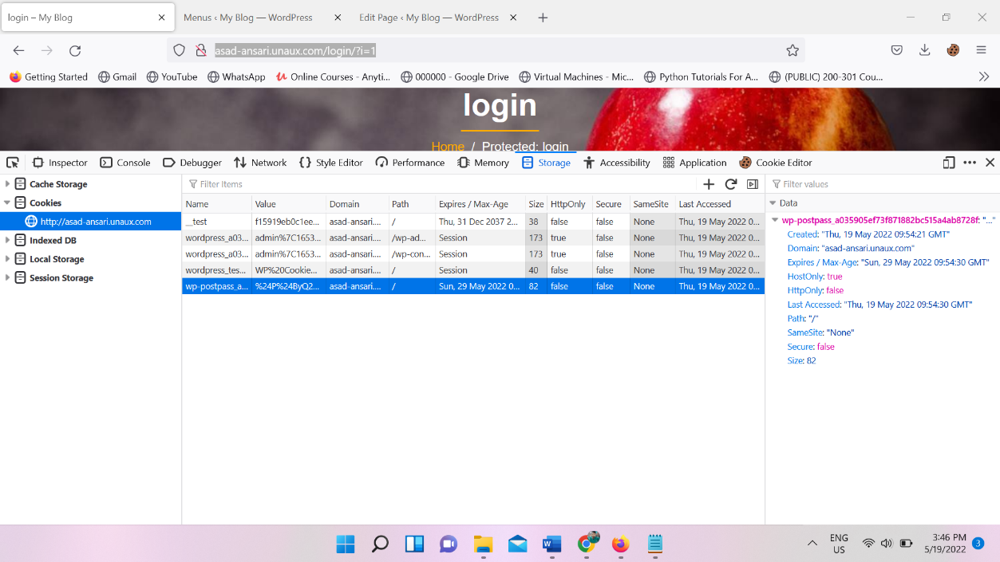 login – My Blog
Menus ‹ My Blog — WordPress
Edit Page ‹ My Blog — WordPress
asad-ansari.unaux.com/login/?i=1
Getting Started
Gmail
YouTube
WhatsApp
Online Courses - Anyti...
000000 - Google Drive
Virtual Machines - Mic...
Python Tutorials For A...
(PUBLIC) 200-301 Cou...
login
Home / Protected: login
Inspector
Console
Debugger
Network
Style Editor
Performance
Memory
Storage
Accessibility
Application
Cookie Editor
Cache Storage
Cookies
http://asad-ansari.unaux.com
Indexed DB
Local Storage
Session Storage
Filter Items
Name Value Domain Path Expires / Max-Age Size HttpOnly Secure SameSite Last Accessed
__test f15919eb0c1ee... asad-ansari.... / Thu, 31 Dec 2037 2... 38 false false None Thu, 19 May 2022 0...
wordpress_a03... admin%7C1653... asad-ansari.... /wp-ad... Session 173 true false None Thu, 19 May 2022 0...
wordpress_a03... admin%7C1653... asad-ansari.... /wp-con... Session 173 true false None Thu, 19 May 2022 0...
wordpress_tes... WP%20Cookie... asad-ansari.... / Session 40 false false None Thu, 19 May 2022 0...
wp-postpass_a... %24P%24ByQ2... asad-ansari.... / Sun, 29 May 2022 0... 82 false false None Thu, 19 May 2022 0...
Filter values
Data
wp-postpass_a035905ef73f871882bc515a4ab8728f: "..."
Created: "Thu, 19 May 2022 09:54:21 GMT"
Domain: "asad-ansari.unaux.com"
Expires / Max-Age: "Sun, 29 May 2022 09:54:30 GMT"
HostOnly: true
HttpOnly: false
Last Accessed: "Thu, 19 May 2022 09:54:30 GMT"
Path: "/"
SameSite: "None"
Secure: false
Size: 82
ENG
US
3:46 PM
5/19/2022
3